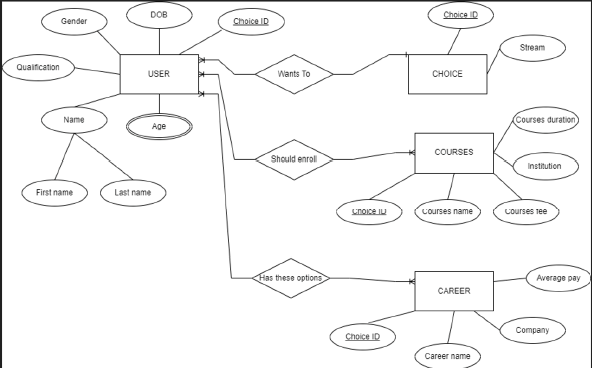 DOB
Gender
Choice ID
Choice ID
Stream
Qualification
USER
Wants To
CHOICE
Name
Age
Courses duration
Should enroll
COURSES
Institution
First name
Last name
Choice ID
Courses name
Courses fee
Has these options
Average pay
CAREER
Company
Choice ID
Career name